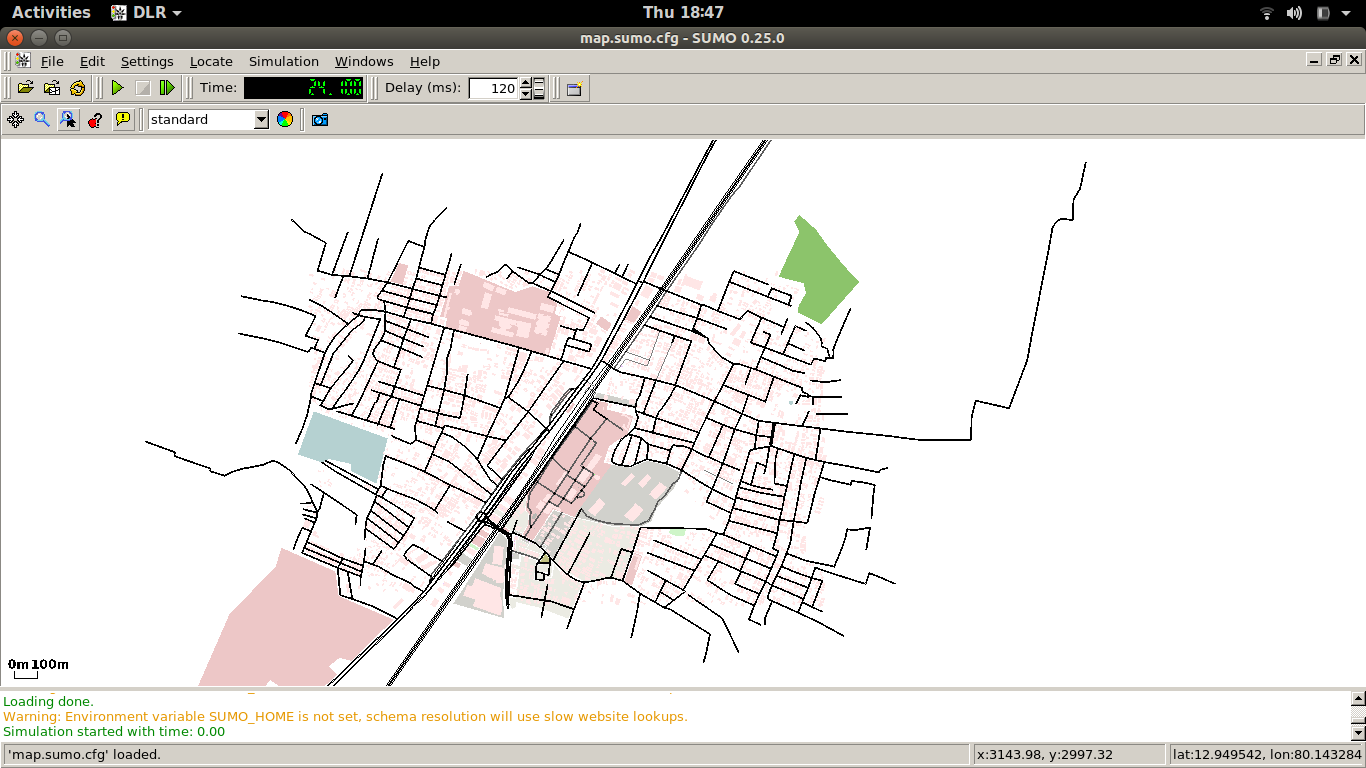 Activities DLR Thu 18:47
map.sumo.cfg - SUMO 0.25.0
File Edit Settings Locate Simulation Windows Help
Time: 24.100 Delay (ms): 120
standard
0m 100m
Loading done.
Warning: Environment variable SUMO_HOME is not set, schema resolution will use slow website lookups.
Simulation started with time: 0.00
'map.sumo.cfg' loaded. x:3143.98, y:2997.32 lat:12.949542, lon:80.143284